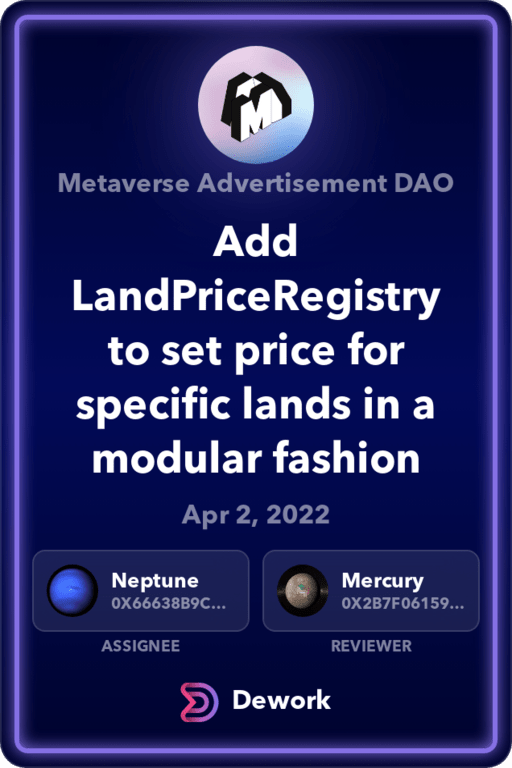 Metaverse Advertisement DAO
Add
LandPriceRegistry
to set price for
specific lands in a
modular fashion
Apr 2, 2022
Neptune
0X66638B9C...
ASSIGNEE
Mercury
0X2B7F06159...
REVIEWER
Dework